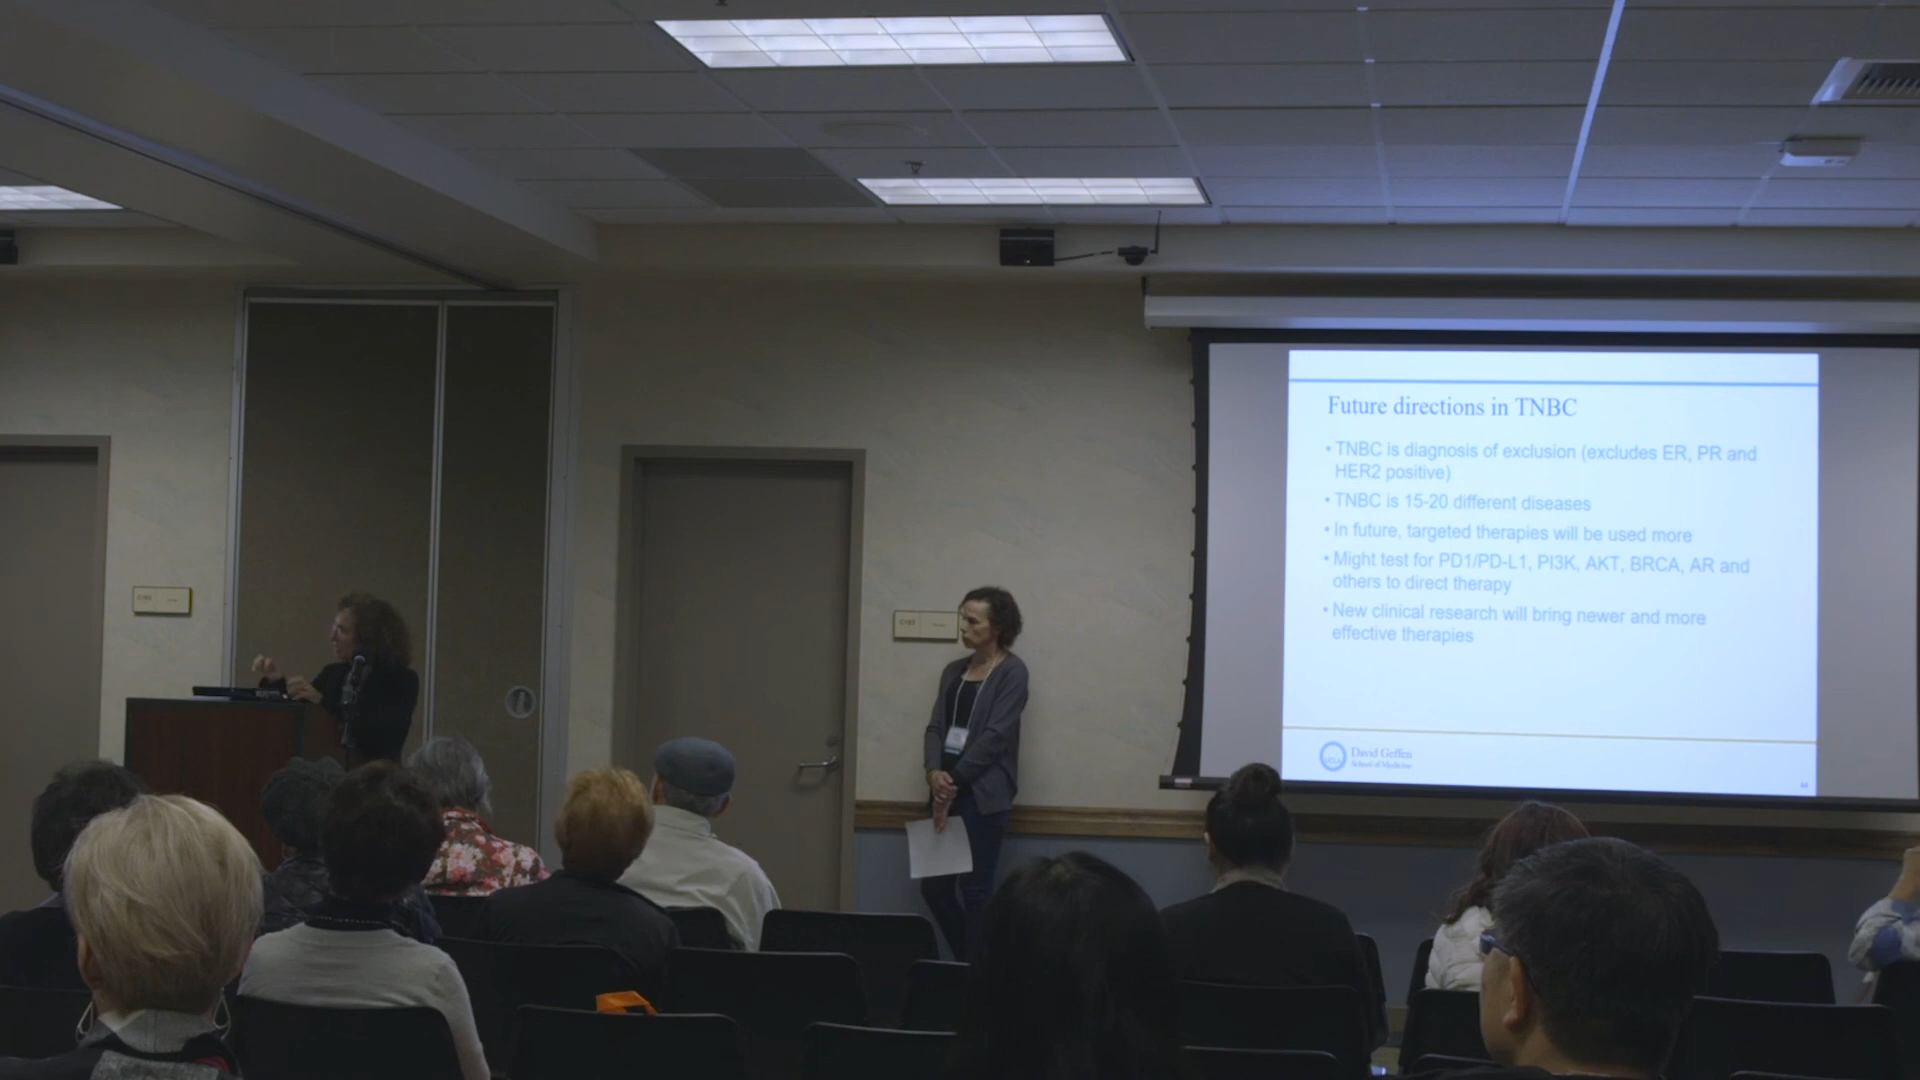 Future directions in TNBC
• TNBC is diagnosis of exclusion (excludes ER, PR and
HER2 positive)
• TNBC is 15-20 different diseases
• In future, targeted therapies will be used more
• Might test for PD1/PD-L1, PI3K, AKT, BRCA, AR and
others to direct therapy
• New clinical research will bring newer and more
effective therapies
UCLA
David Geffen
School of Medicine